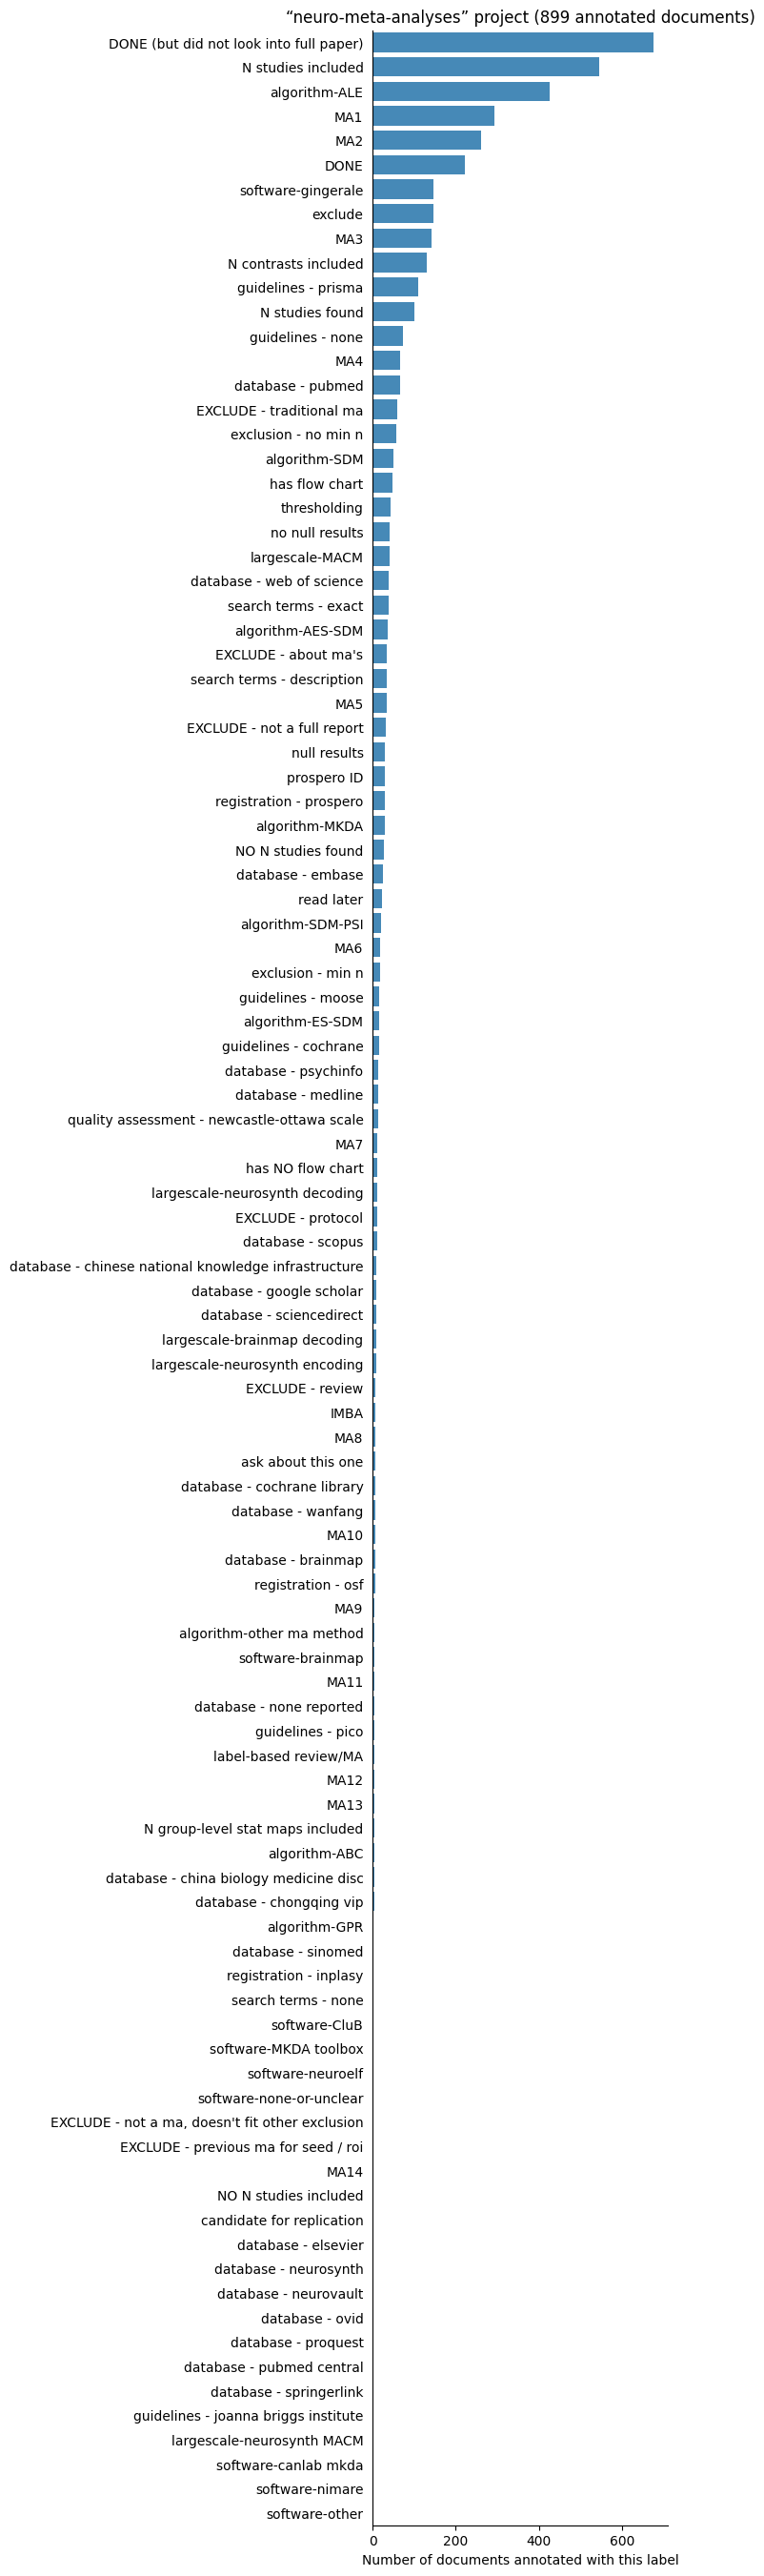 “neuro-meta-analyses” project (899 annotated documents)
DONE (but did not look into full paper)
N studies included
algorithm-ALE
MA1
MA2
DONE
software-gingerale
exclude
MA3
N contrasts included
guidelines - prisma
N studies found
guidelines - none
MA4
database - pubmed
EXCLUDE - traditional ma
exclusion - no min n
algorithm-SDM
has flow chart
thresholding
no null results
largescale-MACM
database - web of science
search terms - exact
algorithm-AES-SDM
EXCLUDE - about ma's
search terms - description
MA5
EXCLUDE - not a full report
null results
prospero ID
registration - prospero
algorithm-MKDA
NO N studies found
database - embase
read later
algorithm-SDM-PSI
MA6
exclusion - min n
guidelines - moose
algorithm-ES-SDM
guidelines - cochrane
database - psychinfo
database - medline
quality assessment - newcastle-ottawa scale
MA7
has NO flow chart
largescale-neurosynth decoding
EXCLUDE - protocol
database - scopus
database - chinese national knowledge infrastructure
database - google scholar
database - sciencedirect
largescale-brainmap decoding
largescale-neurosynth encoding
EXCLUDE - review
IMBA
MA8
ask about this one
database - cochrane library
database - wanfang
MA10
database - brainmap
registration - osf
MA9
algorithm-other ma method
software-brainmap
MA11
database - none reported
guidelines - pico
label-based review/MA
MA12
MA13
N group-level stat maps included
algorithm-ABC
database - china biology medicine disc
database - chongqing vip
algorithm-GPR
database - sinomed
registration - inplasy
search terms - none
software-CluB
software-MKDA toolbox
software-neuroelf
software-none-or-unclear
EXCLUDE - not a ma, doesn't fit other exclusion
EXCLUDE - previous ma for seed / roi
MA14
NO N studies included
candidate for replication
database - elsevier
database - neurosynth
database - neurovault
database - ovid
database - proquest
database - pubmed central
database - springerlink
guidelines - joanna briggs institute
largescale-neurosynth MACM
software-canlab mkda
software-nimare
software-other
0 200 400 600
Number of documents annotated with this label